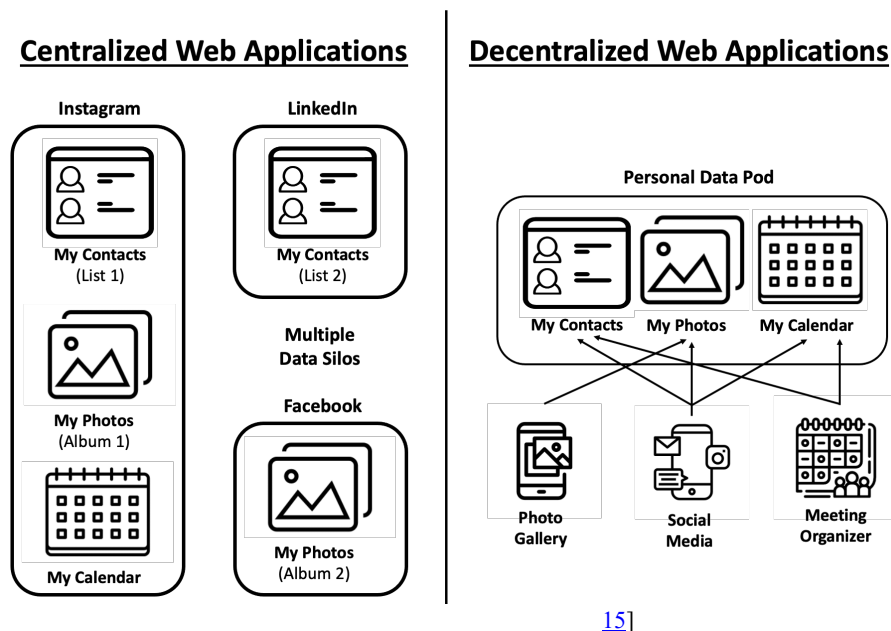 Centralized Web Applications
Instagram
My Contacts
(List 1)
My Photos
(Album 1)
My Calendar
LinkedIn
My Contacts
(List 2)
Multiple
Data Silos
Facebook
My Photos
(Album 2)
Decentralized Web Applications
Personal Data Pod
My Contacts
My Photos
My Calendar
Photo
Gallery
Social
Media
Meeting
Organizer
15]